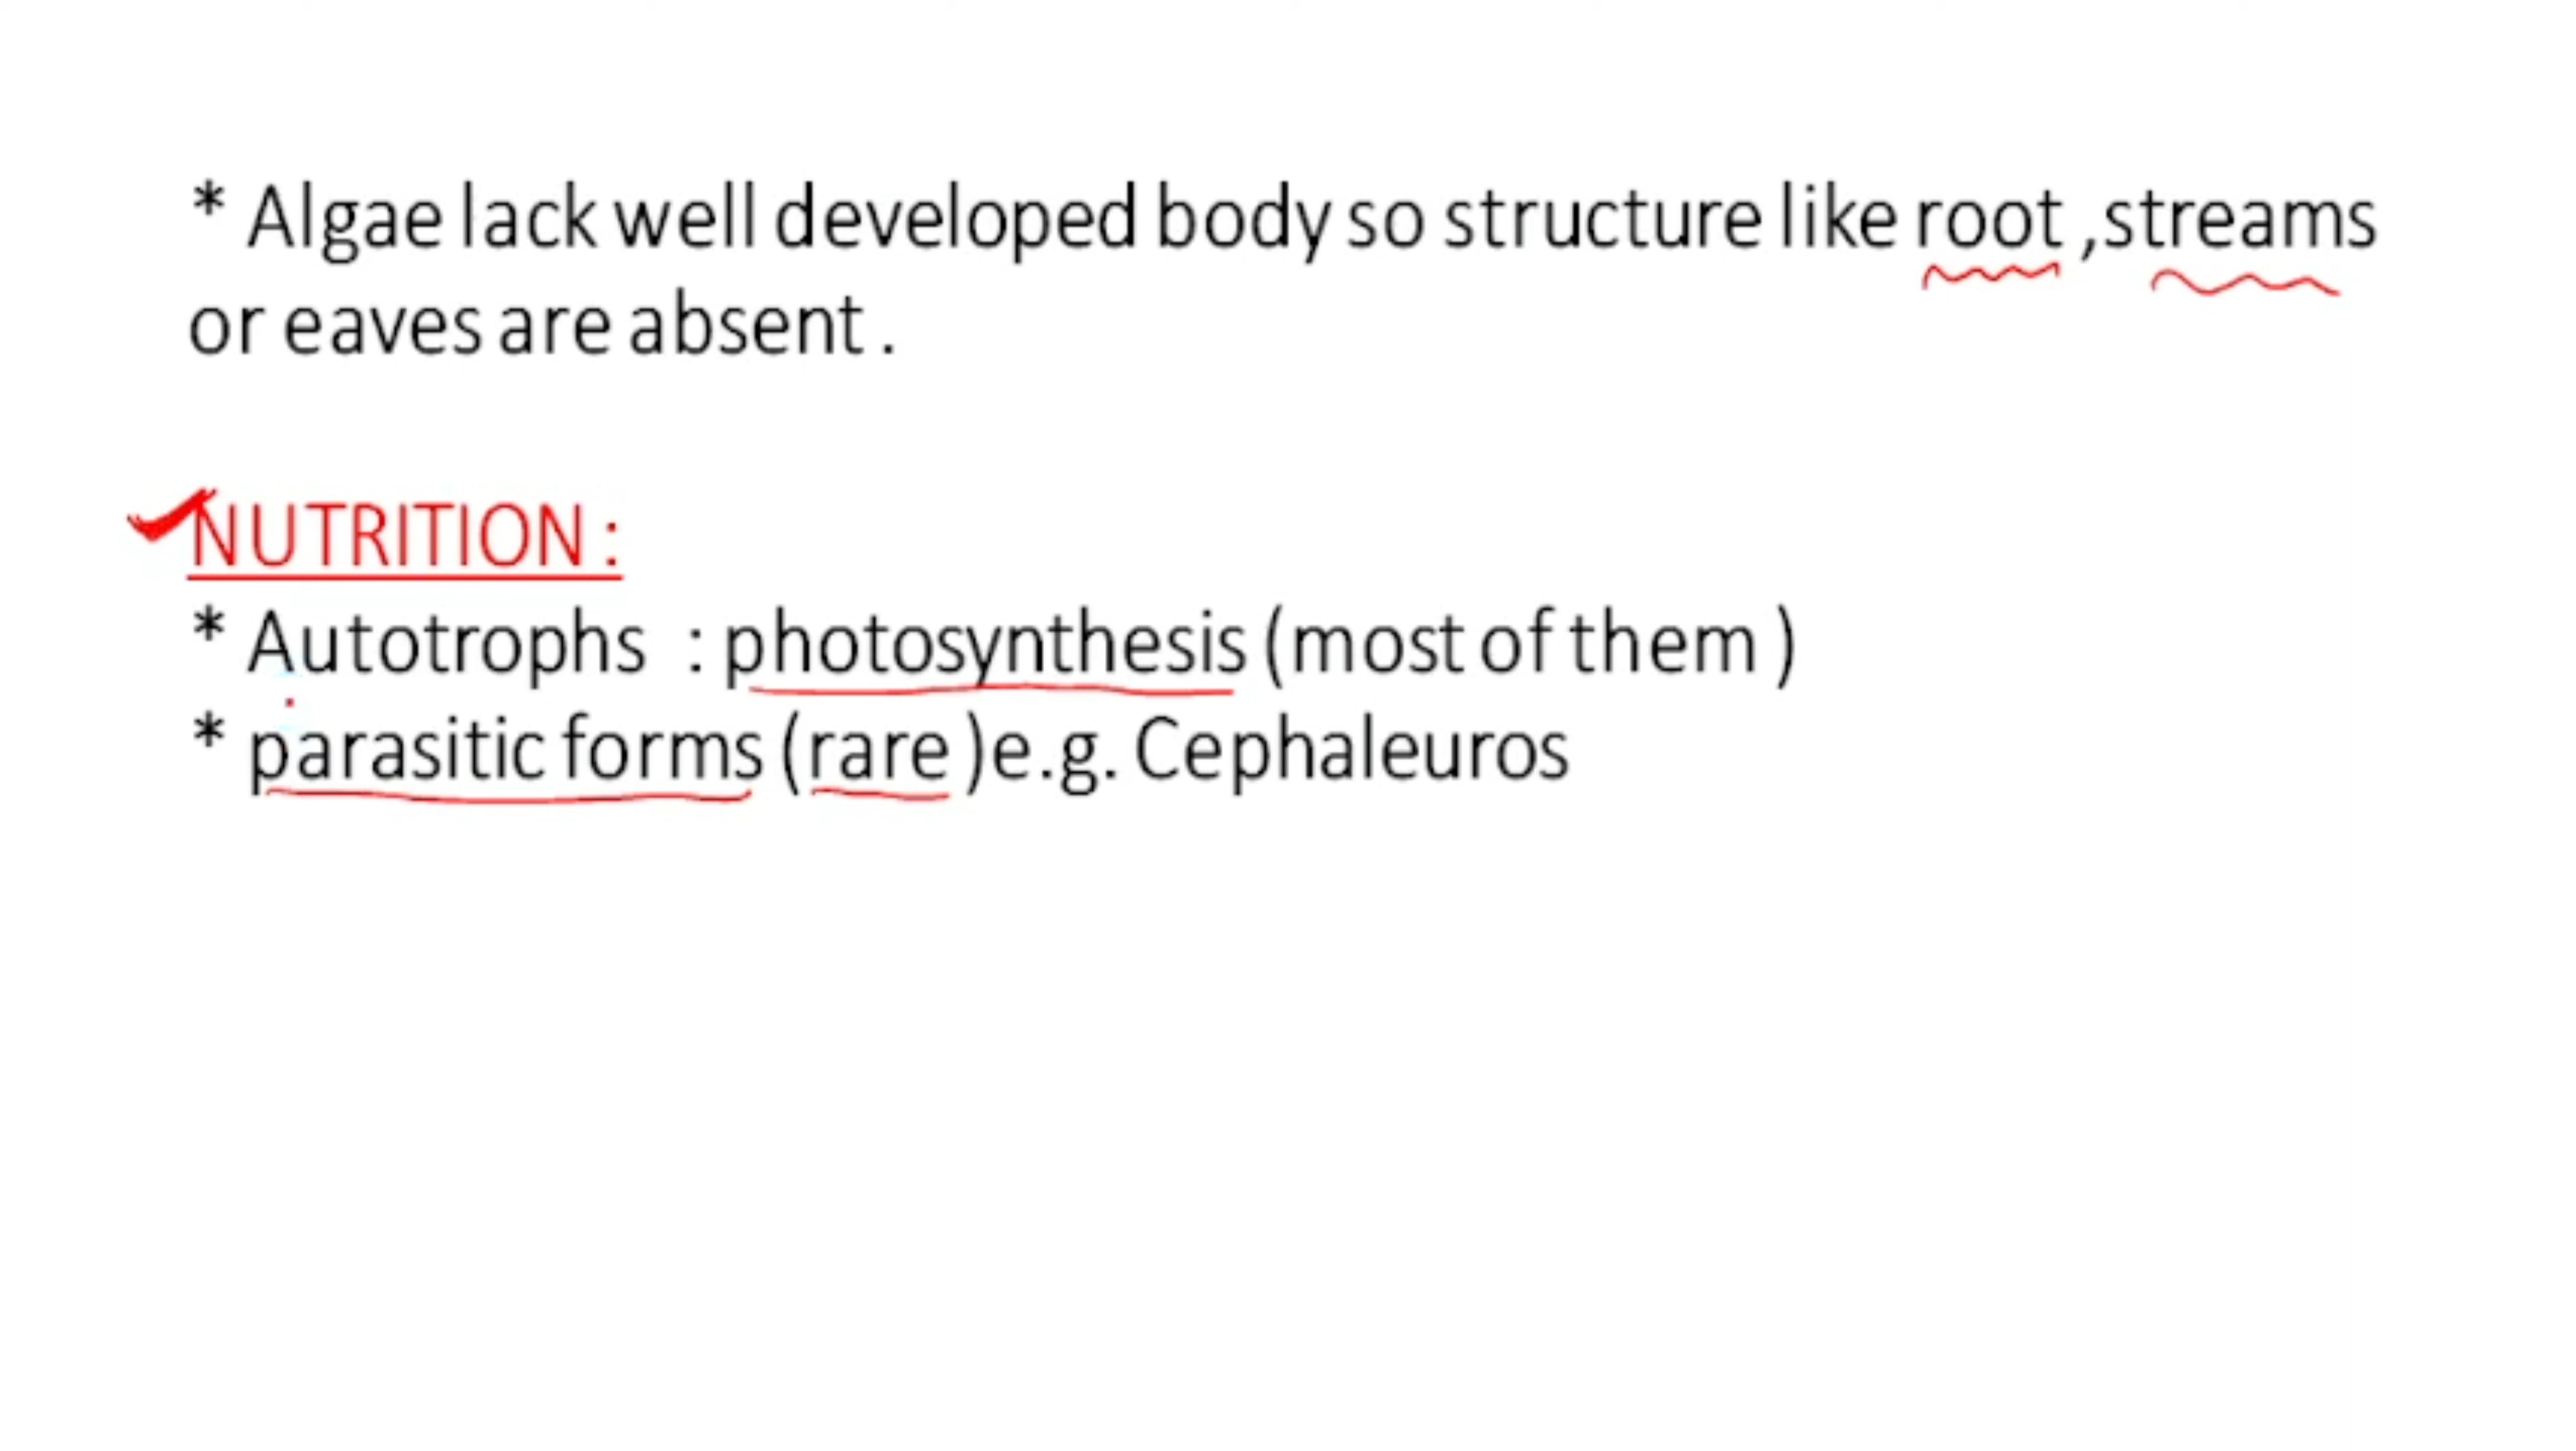 * Algae lack well developed body so structure like root ,streams
or eaves are absent .
NUTRITION :
* Autotrophs : photosynthesis (most of them )
* parasitic forms (rare )e.g. Cephaleuros